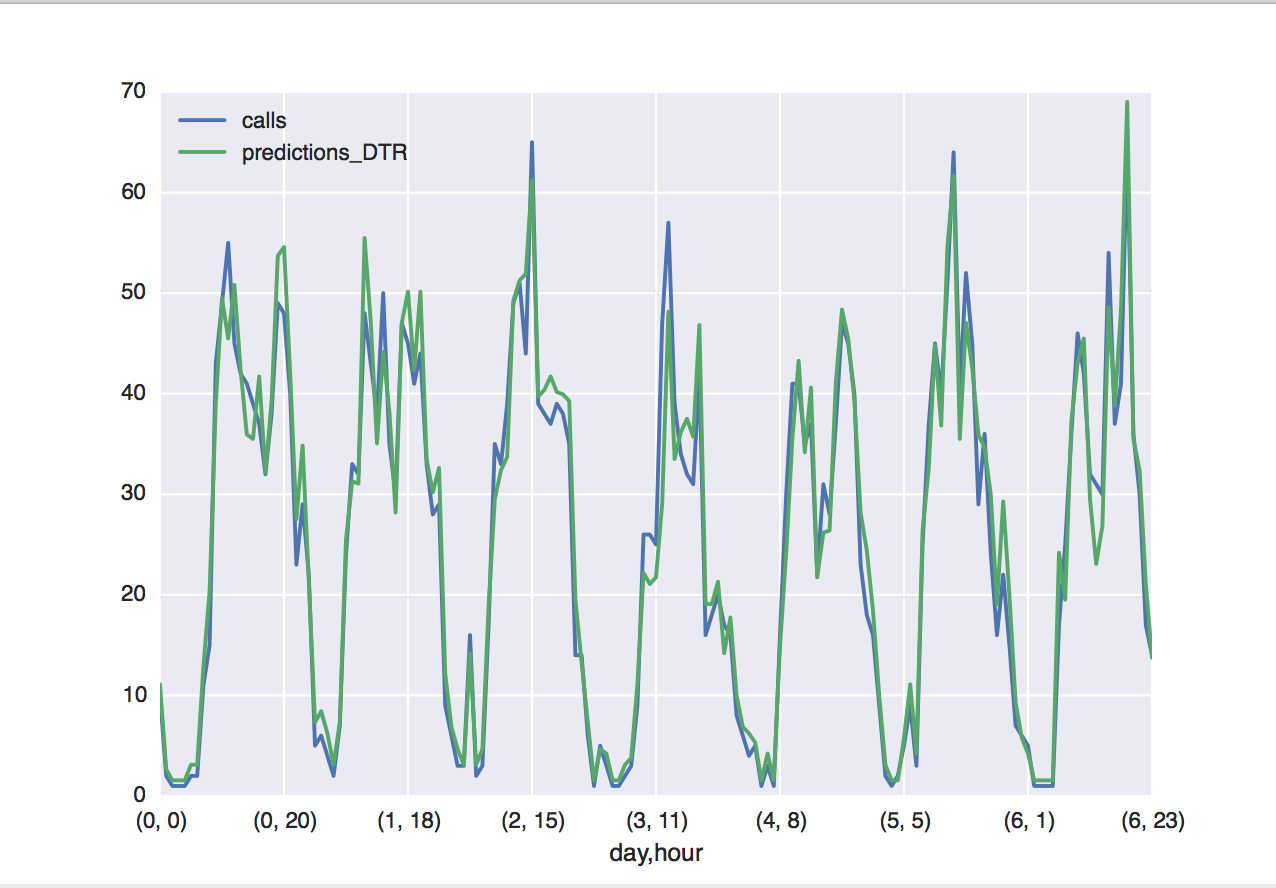 70
calls
predictions_DTR
60
50
40
30
20
10
0
(0, 0) (0, 20) (1, 18) (2, 15) (3, 11) (4, 8) (5, 5) (6, 1) (6, 23)
day,hour